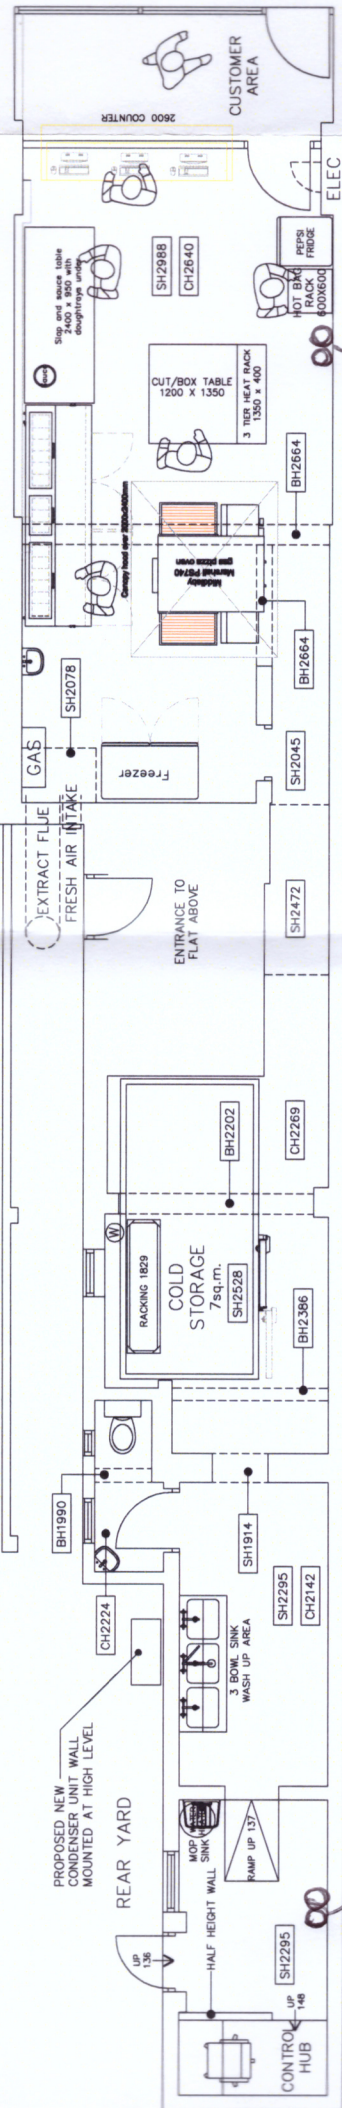 CUSTOMER
AREA
2600 COUNTER
ELEC
Slap and sauce table
2400 x 950 with
doughtrays under
SH2988
CH2640
PEPSI
FRIDGE
HOT BAG
RACK
600X600
CUT/BOX TABLE
1200 X 1350
3 TIER HEAT RACK
1350 x 400
BH2664
Middleby
Marshall PS740
gas pizza oven
BH2664
GAS
SH2078
Freezer
SH2045
EXTRACT FLUE
FRESH AIR INTAKE
ENTRANCE TO
FLAT ABOVE
SH2472
BH2202
CH2269
W
RACKING 1829
COLD
STORAGE
7sq.m.
SH2528
BH2386
BH1990
CH2224
SH1914
SH2295
CH2142
3 BOWL SINK
WASH UP AREA
PROPOSED NEW
CONDENSER UNIT WALL
MOUNTED AT HIGH LEVEL
REAR YARD
MOP
SINK
RAMP UP 137
UP
136
HALF HEIGHT WALL
SH2295
UP
148
CONTROL
HUB